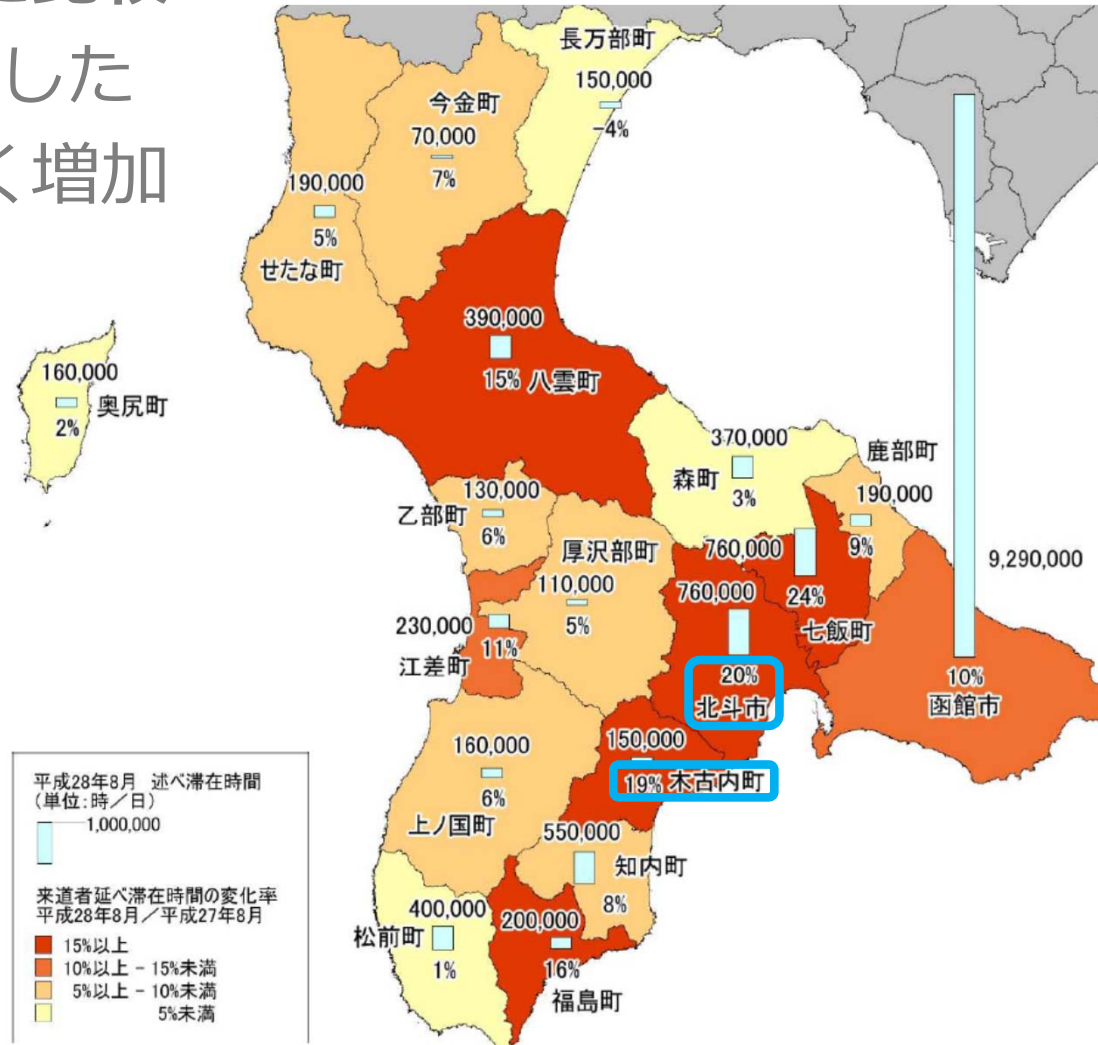 比較
した
く増加
長万部町
150,000
-4%
今金町
70,000
7%
190,000
5%
せたな町
390,000
15% 八雲町
160,000
奥尻町
2%
370,000
森町
3%
鹿部町
190,000
9%
130,000
乙部町
6%
厚沢部町
110,000
5%
760,000
24%
七飯町
760,000
20%
北斗市
9,290,000
10%
函館市
230,000
11%
江差町
150,000
19% 木古内町
160,000
6%
上ノ国町
550,000
知内町
8%
400,000
松前町
1%
200,000
16%
福島町
平成28年8月 述べ滞在時間
(単位:時/日)
1,000,000
来道者延べ滞在時間の変化率
平成28年8月/平成27年8月
15%以上
10%以上 - 15%未満
5%以上 - 10%未満
5%未満